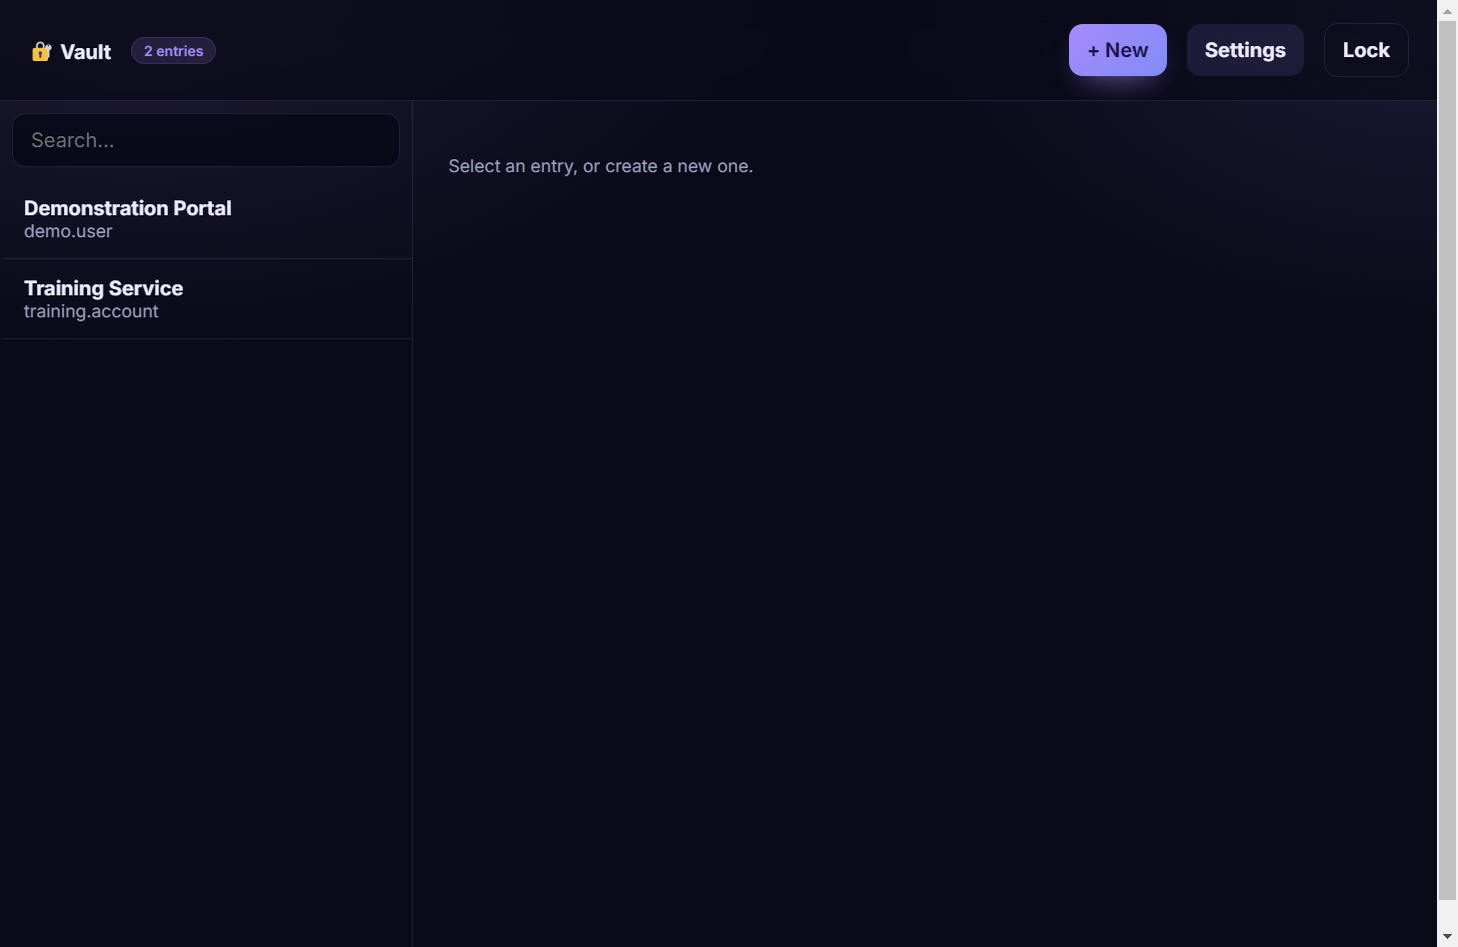 Vault
2 entries
+ New
Settings
Lock
Search...
Select an entry, or create a new one.
Demonstration Portal
demo.user
Training Service
training.account